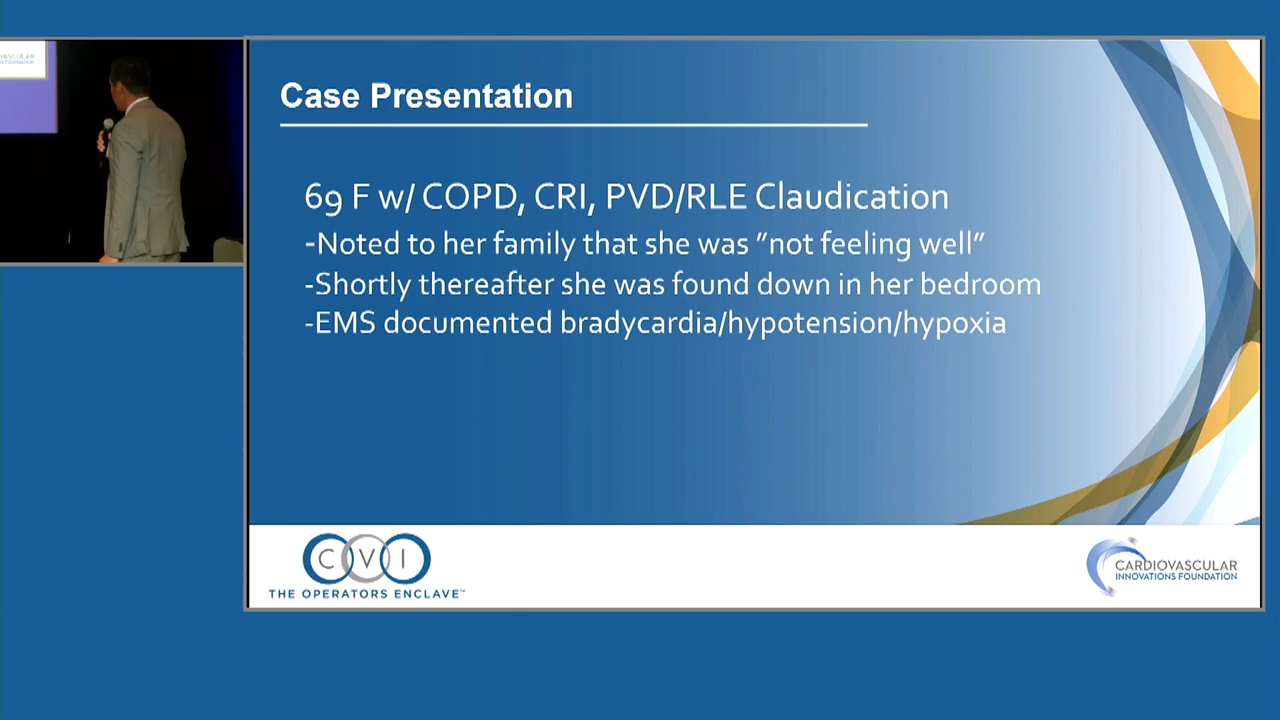 Case Presentation
69 F w/ COPD, CRI, PVD/RLE Claudication
-Noted to her family that she was "not feeling well"
-Shortly thereafter she was found down in her bedroom
-EMS documented bradycardia/hypotension/hypoxia
CVI
THE OPERATORS ENCLAVE™
CARDIOVASCULAR
INNOVATIONS FOUNDATION